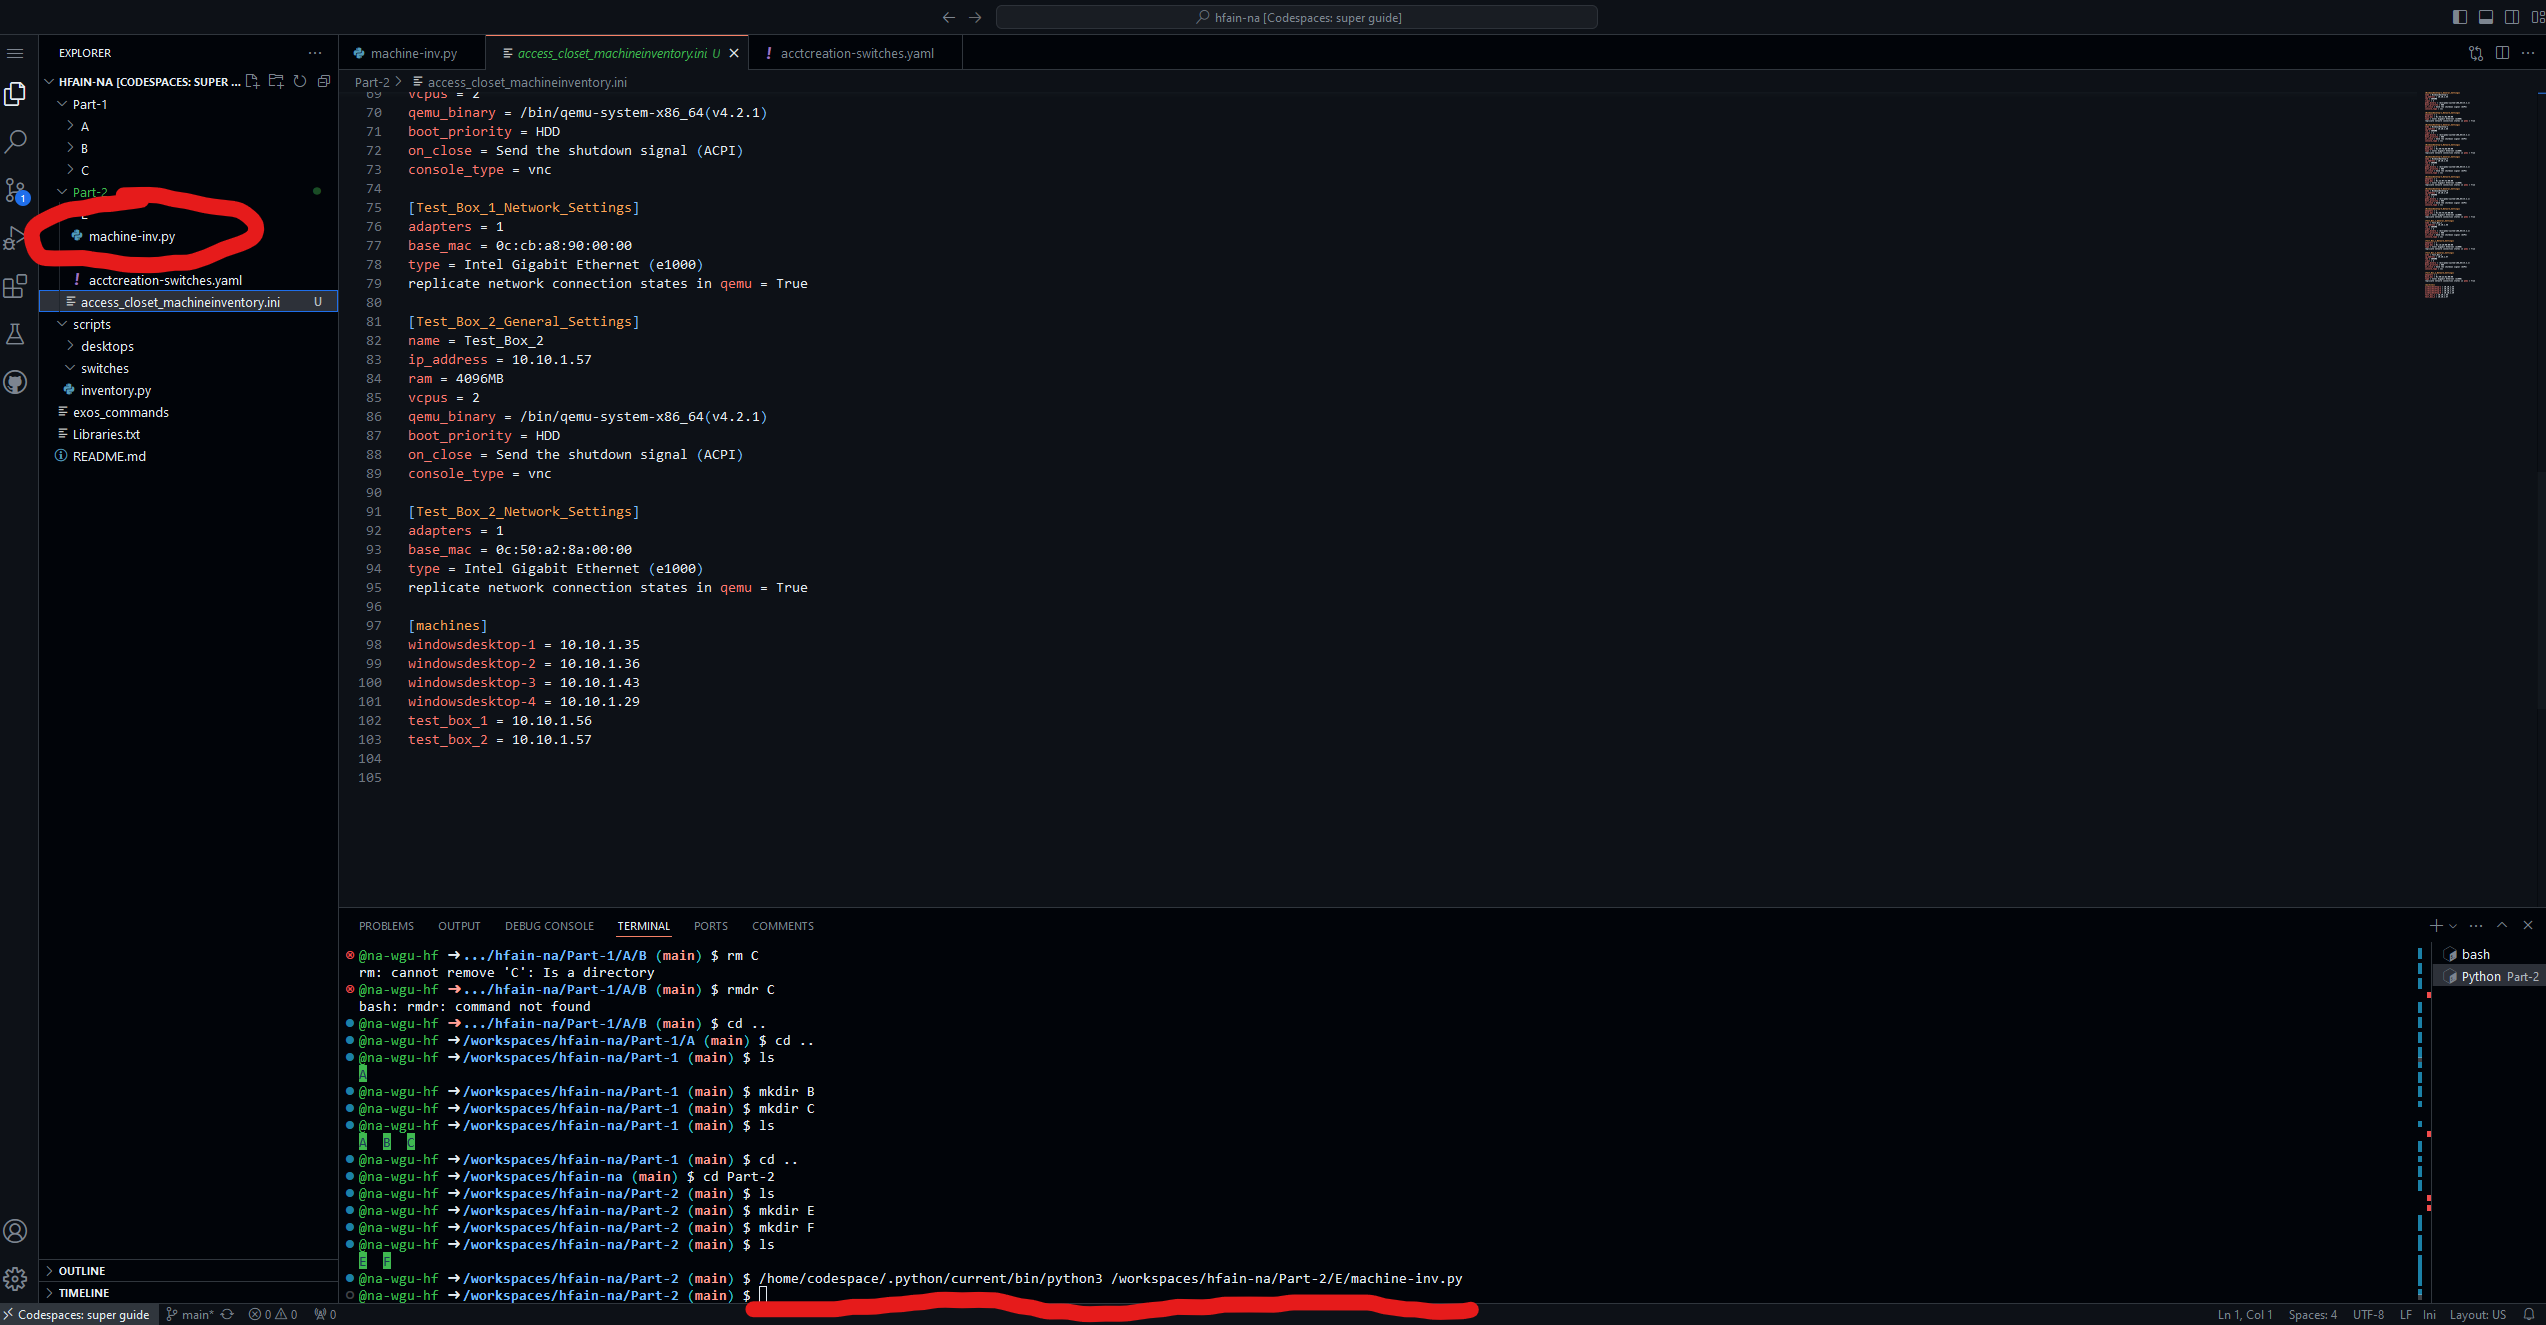 hfain-na [Codespaces: super guide]
EXPLORER
machine-inv.py
access_closet_machineinventory.ini U
! acctcreation-switches.yaml
HFAIN-NA [CODESPACES: SUPER ...
Part-2 > access_closet_machineinventory.ini
Part-1
A
B
C
Part-2
machine-inv.py
! acctcreation-switches.yaml
access_closet_machineinventory.ini U
scripts
desktops
switches
inventory.py
exos_commands
Libraries.txt
README.md
1
69 vcpus = 2
70 qemu_binary = /bin/qemu-system-x86_64(v4.2.1)
71 boot_priority = HDD
72 on_close = Send the shutdown signal (ACPI)
73 console_type = vnc
74
75 [Test_Box_1_Network_Settings]
76 adapters = 1
77 base_mac = 0c:cb:a8:90:00:00
78 type = Intel Gigabit Ethernet (e1000)
79 replicate network connection states in qemu = True
80
81 [Test_Box_2_General_Settings]
82 name = Test_Box_2
83 ip_address = 10.10.1.57
84 ram = 4096MB
85 vcpus = 2
86 qemu_binary = /bin/qemu-system-x86_64(v4.2.1)
87 boot_priority = HDD
88 on_close = Send the shutdown signal (ACPI)
89 console_type = vnc
90
91 [Test_Box_2_Network_Settings]
92 adapters = 1
93 base_mac = 0c:50:a2:8a:00:00
94 type = Intel Gigabit Ethernet (e1000)
95 replicate network connection states in qemu = True
96
97 [machines]
98 windowsdesktop-1 = 10.10.1.35
99 windowsdesktop-2 = 10.10.1.36
100 windowsdesktop-3 = 10.10.1.43
101 windowsdesktop-4 = 10.10.1.29
102 test_box_1 = 10.10.1.56
103 test_box_2 = 10.10.1.57
104
105
PROBLEMS OUTPUT DEBUG CONSOLE TERMINAL PORTS COMMENTS
@na-wgu-hf ➜.../hfain-na/Part-1/A/B (main) $ rm C
rm: cannot remove 'C': Is a directory
@na-wgu-hf ➜.../hfain-na/Part-1/A/B (main) $ rmdr C
bash: rmdr: command not found
@na-wgu-hf ➜.../hfain-na/Part-1/A/B (main) $ cd ..
@na-wgu-hf ➜/workspaces/hfain-na/Part-1/A (main) $ cd ..
@na-wgu-hf ➜/workspaces/hfain-na/Part-1 (main) $ ls
A
@na-wgu-hf ➜/workspaces/hfain-na/Part-1 (main) $ mkdir B
@na-wgu-hf ➜/workspaces/hfain-na/Part-1 (main) $ mkdir C
@na-wgu-hf ➜/workspaces/hfain-na/Part-1 (main) $ ls
A B C
@na-wgu-hf ➜/workspaces/hfain-na/Part-1 (main) $ cd ..
@na-wgu-hf ➜/workspaces/hfain-na (main) $ cd Part-2
@na-wgu-hf ➜/workspaces/hfain-na/Part-2 (main) $ ls
@na-wgu-hf ➜/workspaces/hfain-na/Part-2 (main) $ mkdir E
@na-wgu-hf ➜/workspaces/hfain-na/Part-2 (main) $ mkdir F
@na-wgu-hf ➜/workspaces/hfain-na/Part-2 (main) $ ls
E F
@na-wgu-hf ➜/workspaces/hfain-na/Part-2 (main) $ /home/codespace/.python/current/bin/python3 /workspaces/hfain-na/Part-2/E/machine-inv.py
@na-wgu-hf ➜/workspaces/hfain-na/Part-2 (main) $
bash
Python Part-2
OUTLINE
TIMELINE
Codespaces: super guide main* 0 0 0
Ln 1, Col 1 Spaces: 4 UTF-8 LF Ini Layout: US